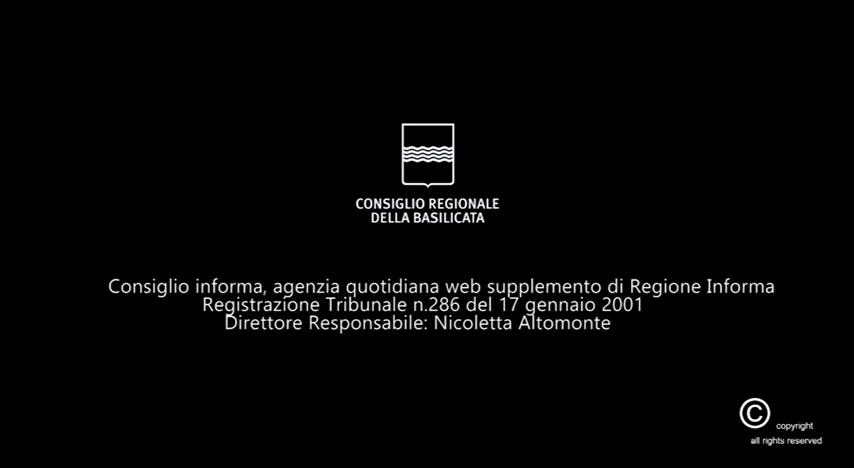 CONSIGLIO REGIONALE
DELLA BASILICATA
Consiglio informa, agenzia quotidiana web supplemento di Regione Informa
Registrazione Tribunale n.286 del 17 gennaio 2001
Direttore Responsabile: Nicoletta Altomonte
© copyright
all rights reserved